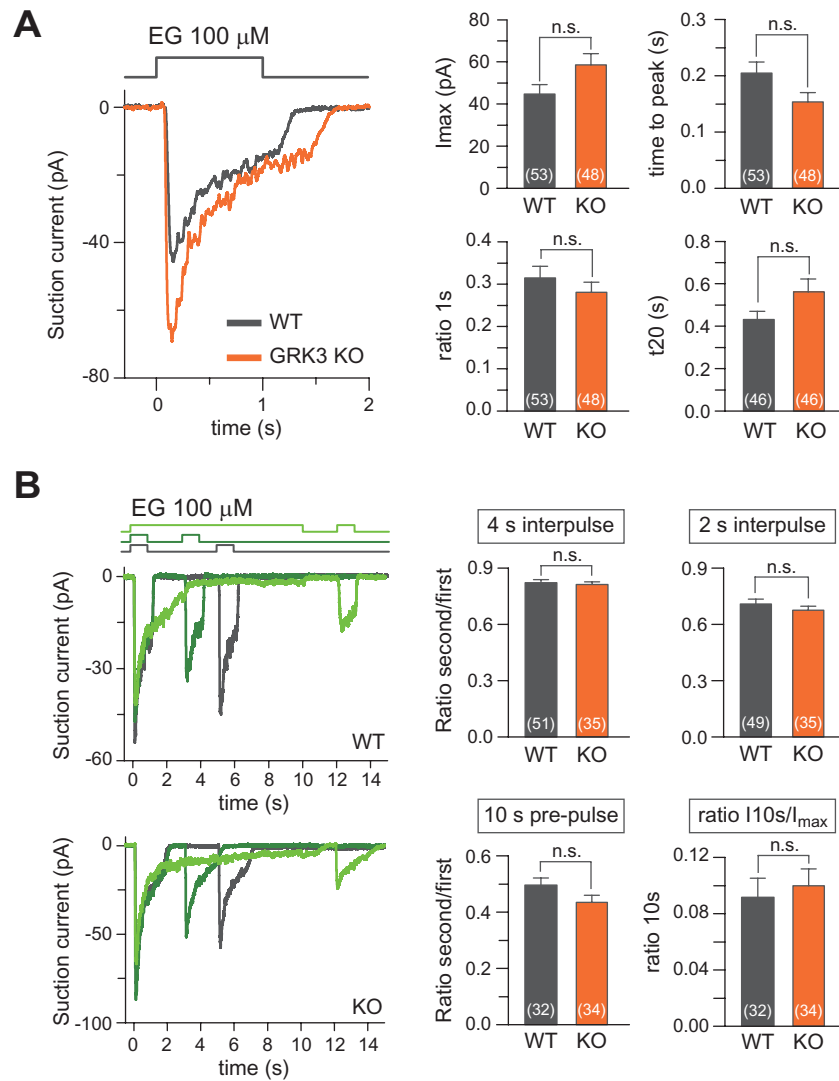 A
EG 100 μM
0
-40
-80
Suction current (pA)
WT
GRK3 KO
0 1 2
time (s)
n.s.
80
60
40
20
0
Imax (pA)
(53) (48)
WT KO
n.s.
0.3
0.2
0.1
0.0
time to peak (s)
(53) (48)
WT KO
n.s.
0.4
0.3
0.2
0.1
0.0
ratio 1s
(53) (48)
WT KO
n.s.
0.8
0.6
0.4
0.2
0.0
t20 (s)
(46) (46)
WT KO
B
EG 100 μM
0
-30
-60
Suction current (pA)
WT
0 2 4 6 8 10 12 14
time (s)
0
-50
-100
Suction current (pA)
KO
0 2 4 6 8 10 12 14
time (s)
4 s interpulse
n.s.
0.9
0.6
0.3
0.0
Ratio second/first
(51) (35)
WT KO
2 s interpulse
n.s.
0.9
0.6
0.3
0.0
(49) (35)
WT KO
10 s pre-pulse
n.s.
0.6
0.4
0.2
0.0
Ratio second/first
(32) (34)
WT KO
ratio I10s/Imax
n.s.
0.12
0.08
0.04
0.00
ratio 10s
(32) (34)
WT KO